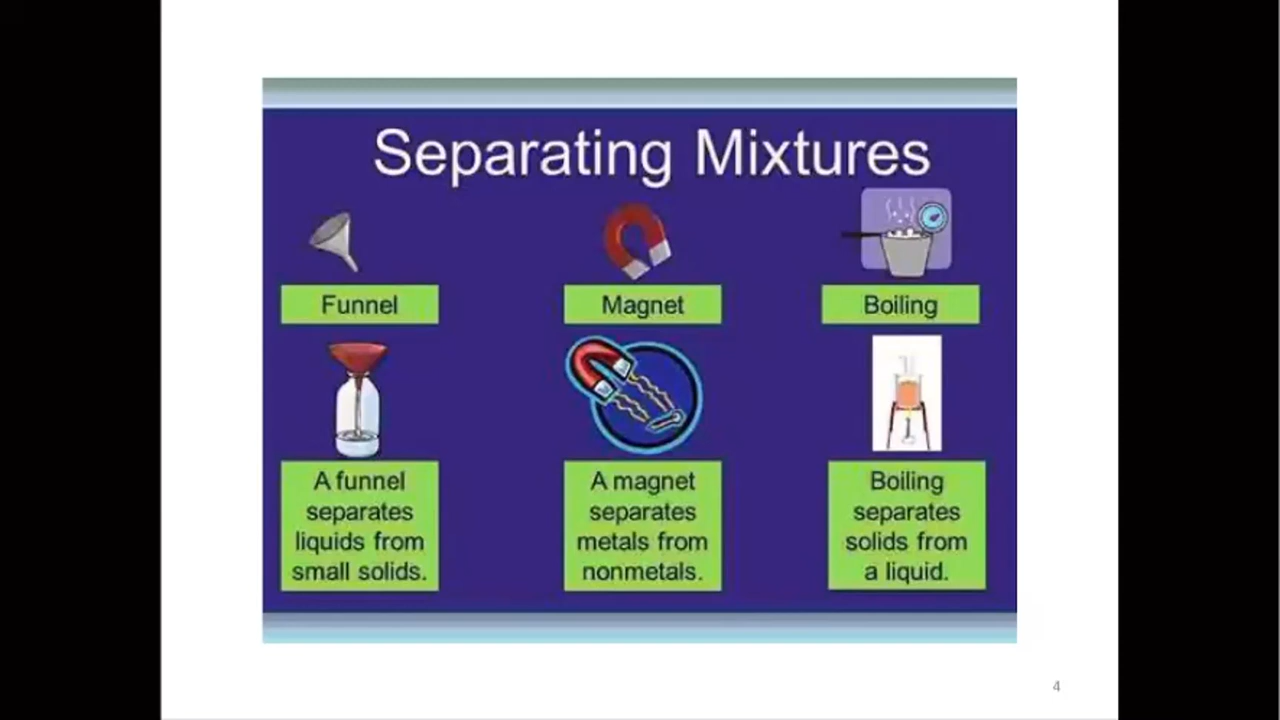 Separating Mixtures
Funnel
Magnet
Boiling
A funnel
separates
liquids from
small solids.
A magnet
separates
metals from
nonmetals.
Boiling
separates
solids from
a liquid.
4